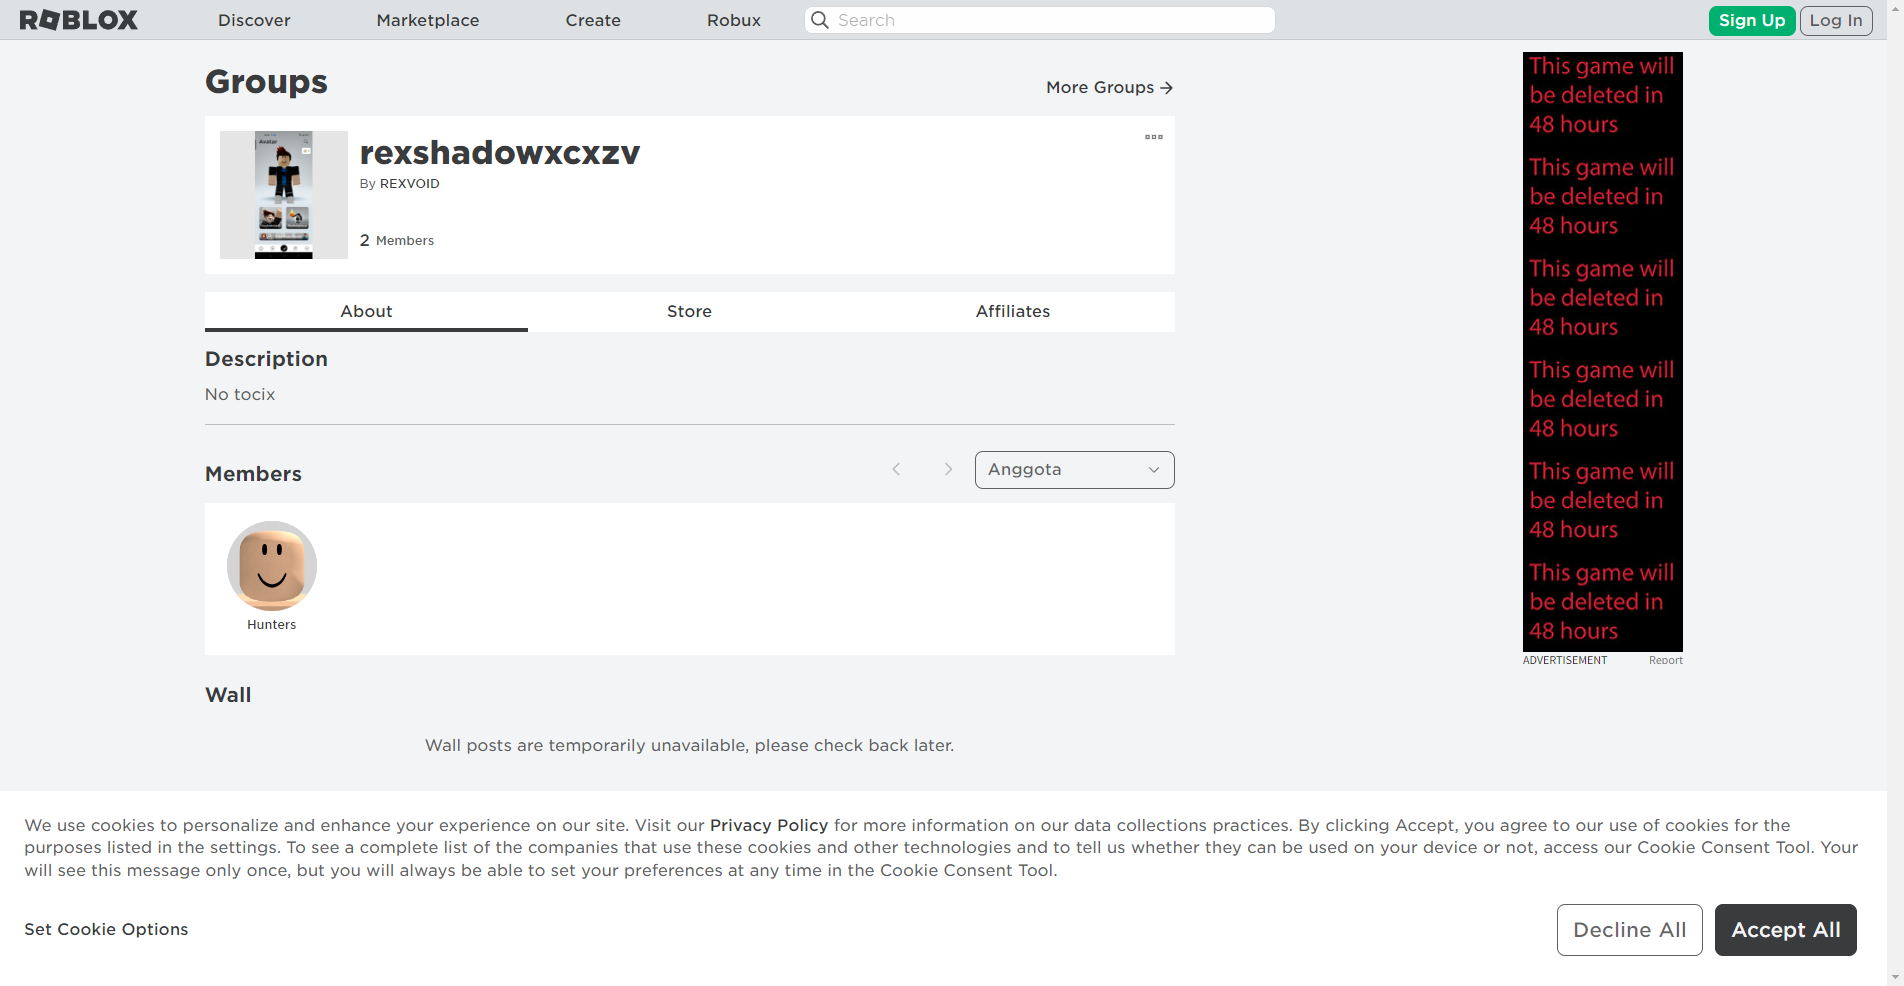 ROBLOX
Discover
Marketplace
Create
Robux
Search
Sign Up
Log In
Groups
More Groups
rexshadowxcxzv
By REXVOID
2 Members
About
Store
Affiliates
Description
No tocix
Members
Anggota
Hunters
Wall
Wall posts are temporarily unavailable, please check back later.
This game will
be deleted in
48 hours
This game will
be deleted in
48 hours
This game will
be deleted in
48 hours
This game will
be deleted in
48 hours
This game will
be deleted in
48 hours
This game will
be deleted in
48 hours
ADVERTISEMENT
Report
We use cookies to personalize and enhance your experience on our site. Visit our Privacy Policy for more information on our data collections practices. By clicking Accept, you agree to our use of cookies for the
purposes listed in the settings. To see a complete list of the companies that use these cookies and other technologies and to tell us whether they can be used on your device or not, access our Cookie Consent Tool. Your
will see this message only once, but you will always be able to set your preferences at any time in the Cookie Consent Tool.
Set Cookie Options
Decline All
Accept All